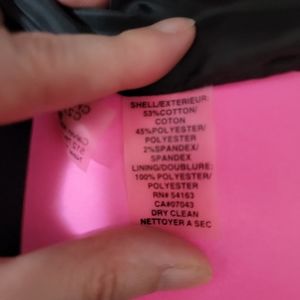 SHELL/EXTERIEUR:
53%COTTON/
COTON
45%POLYESTER/
POLYESTER
2%SPANDEX/
SPANDEX
LINING/DOUBLURE:
100%POLYESTER/
POLYESTER
RN# 54163
CA#07043
DRY CLEAN
NETTOYER A SEC